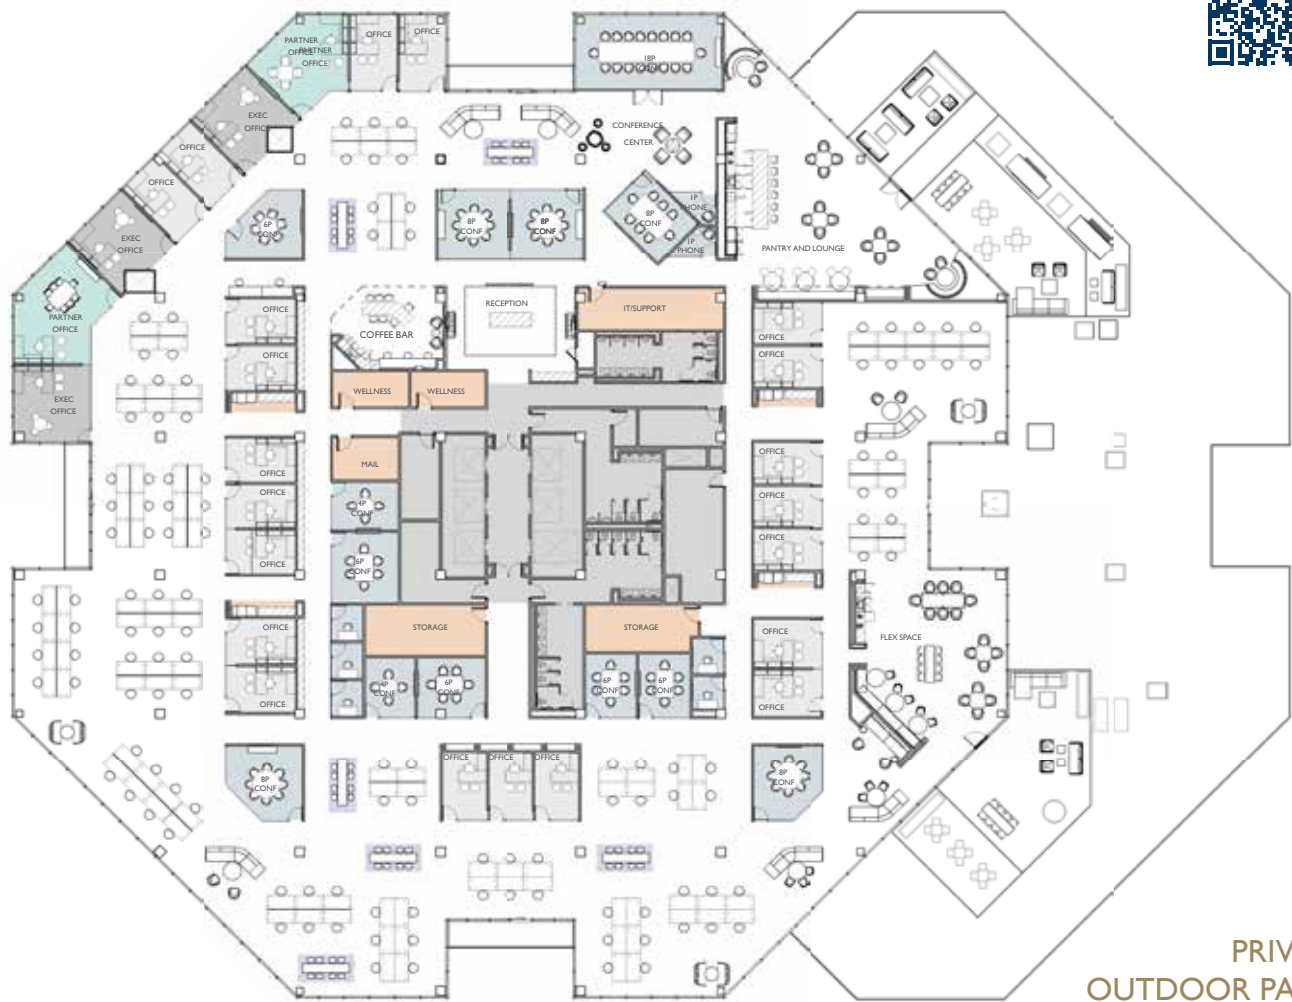 PARTNER
OFFICE
PARTNER
OFFICE
OFFICE
OFFICE
18P
CONF
EXEC
OFFICE
CONFERENCE
CENTER
OFFICE
OFFICE
6P
CONF
8P
CONF
8P
CONF
8P
CONF
1P
PHONE
1P
PHONE
EXEC
OFFICE
PANTRY AND LOUNGE
PARTNER
OFFICE
OFFICE
COFFEE BAR
RECEPTION
IT/SUPPORT
OFFICE
OFFICE
OFFICE
EXEC
OFFICE
WELLNESS
WELLNESS
OFFICE
MAIL
OFFICE
OFFICE
4P
CONF
OFFICE
OFFICE
6P
CONF
OFFICE
OFFICE
STORAGE
STORAGE
OFFICE
FLEX SPACE
4P
CONF
6P
CONF
6P
CONF
6P
CONF
OFFICE
OFFICE
8P
CONF
OFFICE
OFFICE
OFFICE
8P
CONF
PRIV
OUTDOOR PA